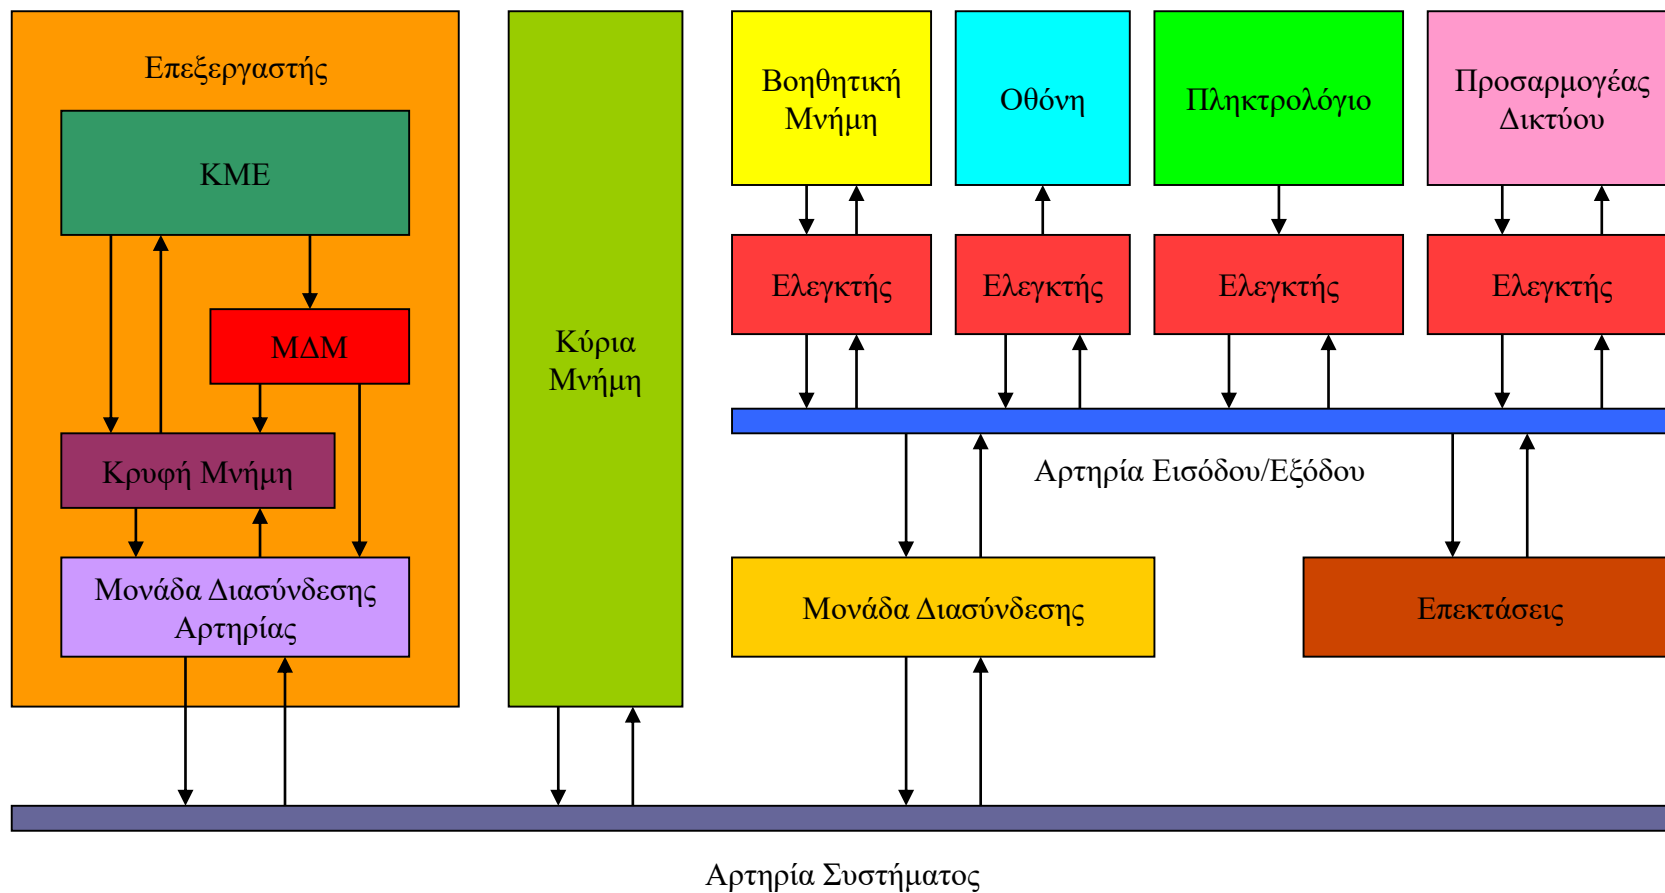 Επεξεργαστής
ΚΜΕ
ΜΔΜ
Κρυφή Μνήμη
Μονάδα Διασύνδεσης
Αρτηρίας
Κύρια
Μνήμη
Βοηθητική
Μνήμη
Οθόνη
Πληκτρολόγιο
Προσαρμογέας
Δικτύου
Ελεγκτής
Ελεγκτής
Ελεγκτής
Ελεγκτής
Αρτηρία Εισόδου/Εξόδου
Μονάδα Διασύνδεσης
Επεκτάσεις
Αρτηρία Συστήματος